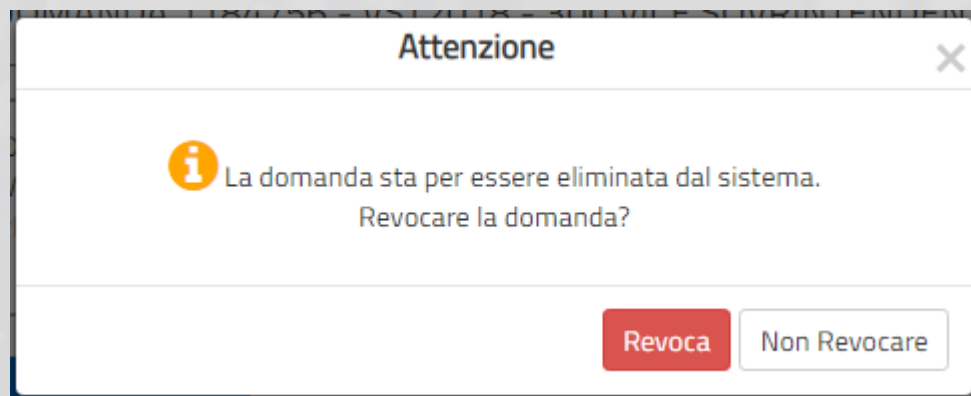 Attenzione
La domanda sta per essere eliminata dal sistema.
Revocare la domanda?
Revoca
Non Revocare